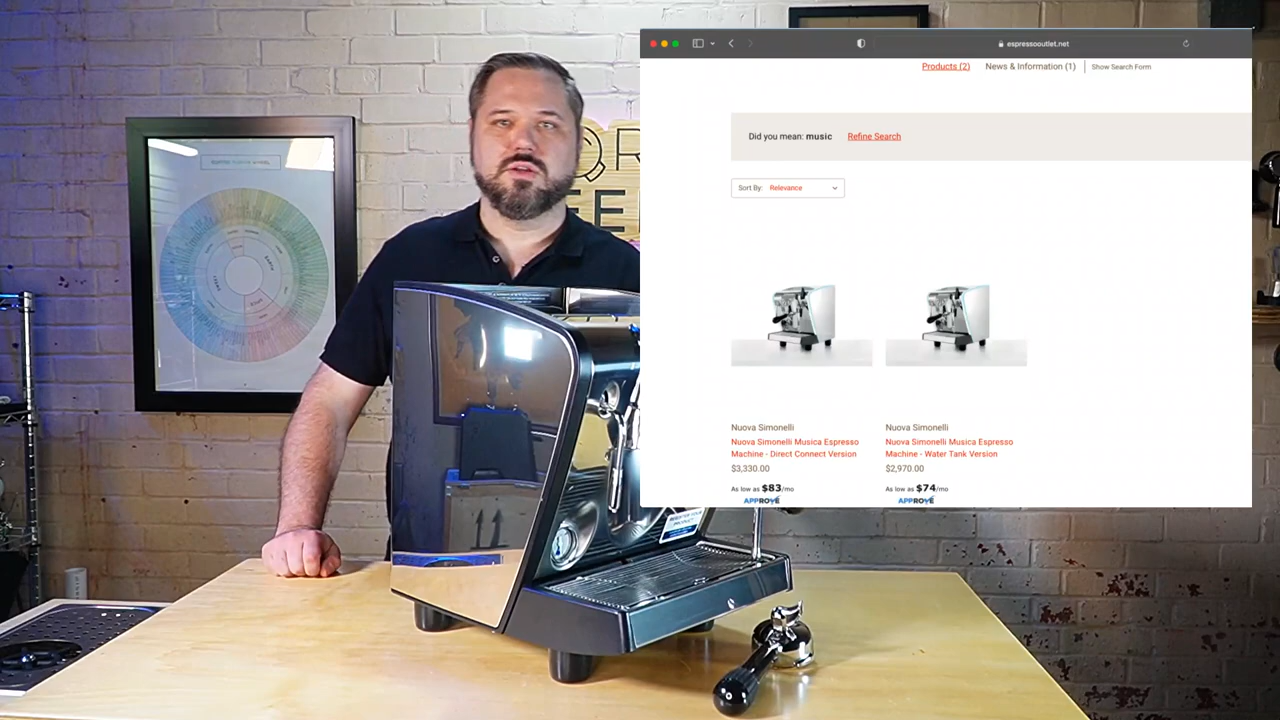 espressooutlet.net
Products (2) News & Information (1) Show Search Form
Did you mean: music Refine Search
Sort By: Relevance
Nuova Simonelli
Nuova Simonelli Musica Espresso
Machine - Direct Connect Version
$3,330.00
As low as $83/mo
APPROVE
Nuova Simonelli
Nuova Simonelli Musica Espresso
Machine - Water Tank Version
$2,970.00
As low as $74/mo
APPROVE